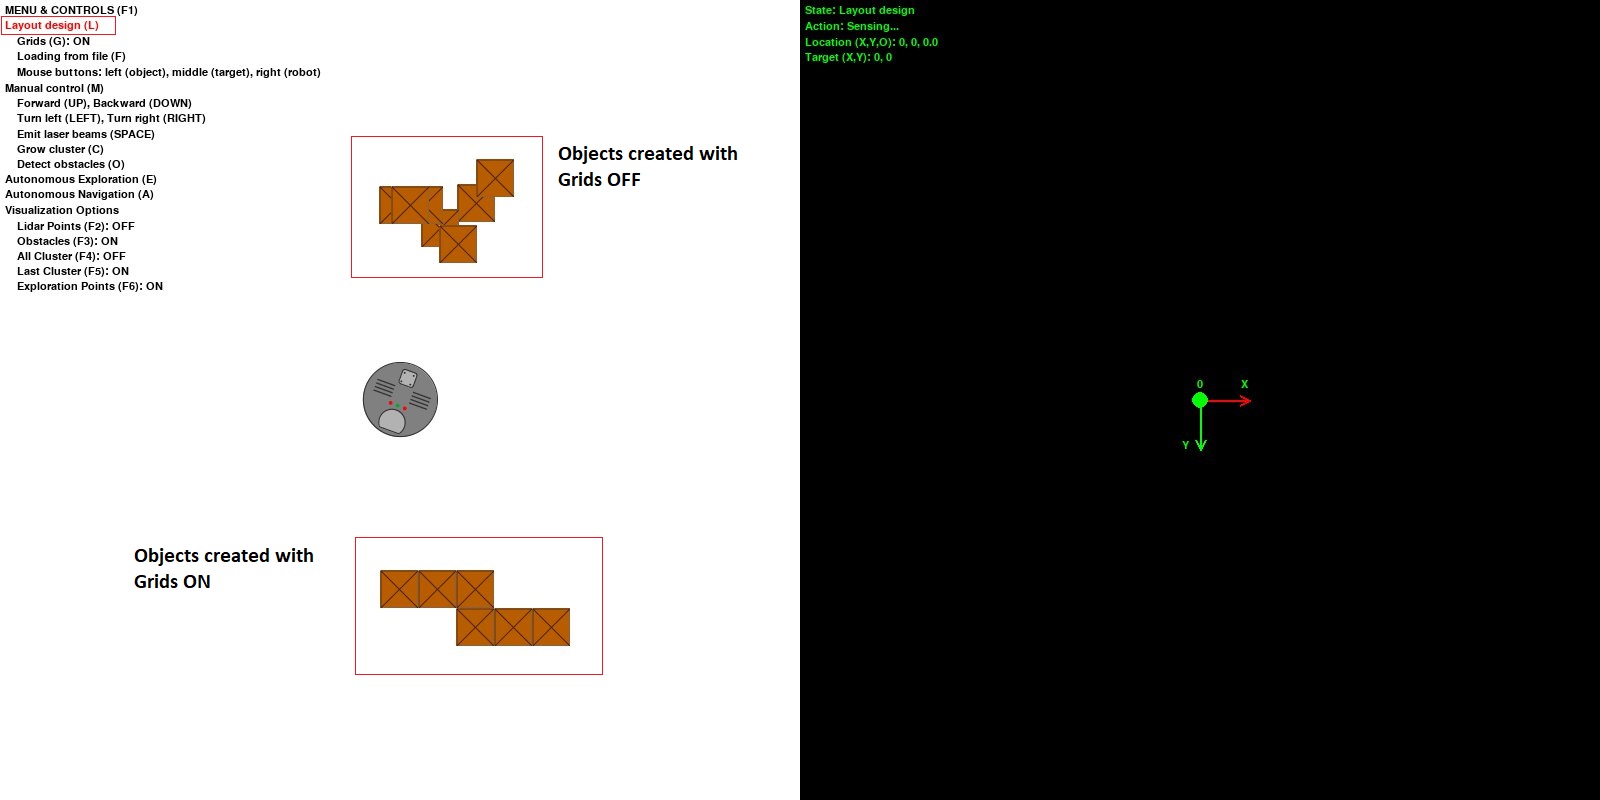 MENU & CONTROLS (F1)
Layout design (L)
Grids (G): ON
Loading from file (F)
Mouse buttons: left (object), middle (target), right (robot)
Manual control (M)
Forward (UP), Backward (DOWN)
Turn left (LEFT), Turn right (RIGHT)
Emit laser beams (SPACE)
Grow cluster (C)
Detect obstacles (O)
Autonomous Exploration (E)
Autonomous Navigation (A)
Visualization Options
Lidar Points (F2): OFF
Obstacles (F3): ON
All Cluster (F4): OFF
Last Cluster (F5): ON
Exploration Points (F6): ON
Objects created with
Grids OFF
Objects created with
Grids ON
State: Layout design
Action: Sensing...
Location (X,Y,O): 0, 0, 0.0
Target (X,Y): 0, 0
0
X
Y